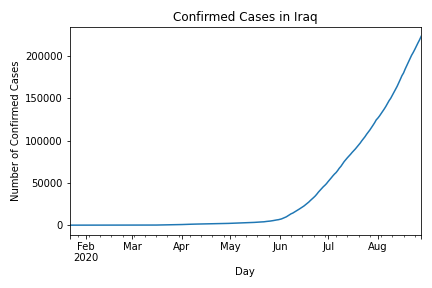 Confirmed Cases in Iraq
Number of Confirmed Cases
200000
150000
100000
50000
0
Feb Mar Apr May Jun Jul Aug
2020
Day